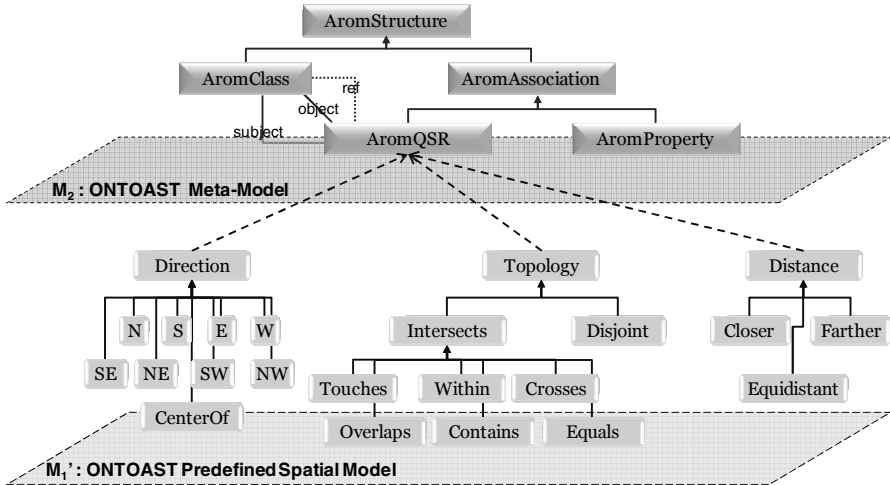 AromStructure
AromClass
AromAssociation
ref
object
subject
AromQSR
AromProperty
M2 : ONTOAST Meta-Model
Direction
Topology
Distance
N
S
E
W
Intersects
Disjoint
Closer
Farther
SE
NE
SW
NW
Touches
Within
Crosses
Equidistant
CenterOf
Overlaps
Contains
Equals
M1' : ONTOAST Predefined Spatial Model